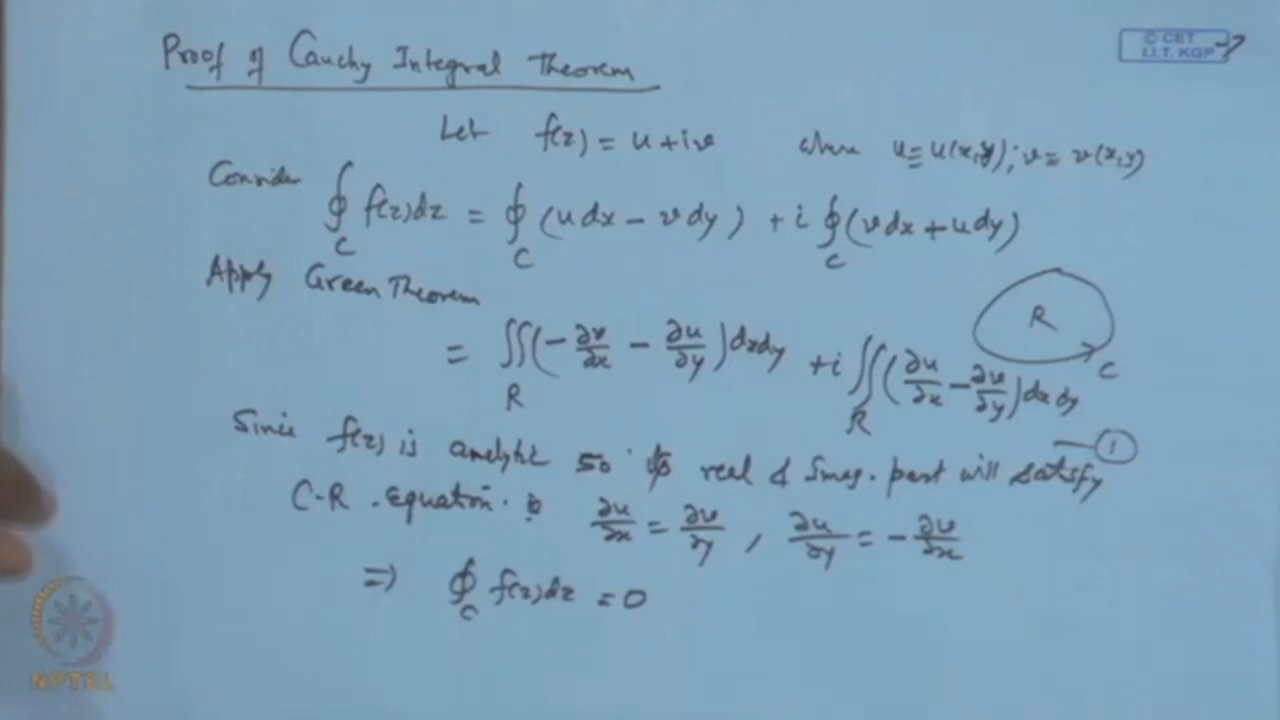 Proof of Cauchy Integral Theorem
© CET
I.I.T. KGP
Let f(z) = u + iv where u = u(x,y); v = v(x,y)
Consider ∮_C f(z)dz = ∮_C (u dx − v dy) + i ∮_C (v dx + u dy)
Apply Green Theorem
R
C
= ∬_R (−∂v/∂x − ∂u/∂y) dx dy + i ∬_R (∂u/∂x − ∂v/∂y) dx dy
— ①
Since f(z) is analytic so its real & Imag. part will satisfy
C-R. equation. ∂u/∂x = ∂v/∂y , ∂u/∂y = −∂v/∂x
⇒ ∮_C f(z)dz = 0
NPTEL